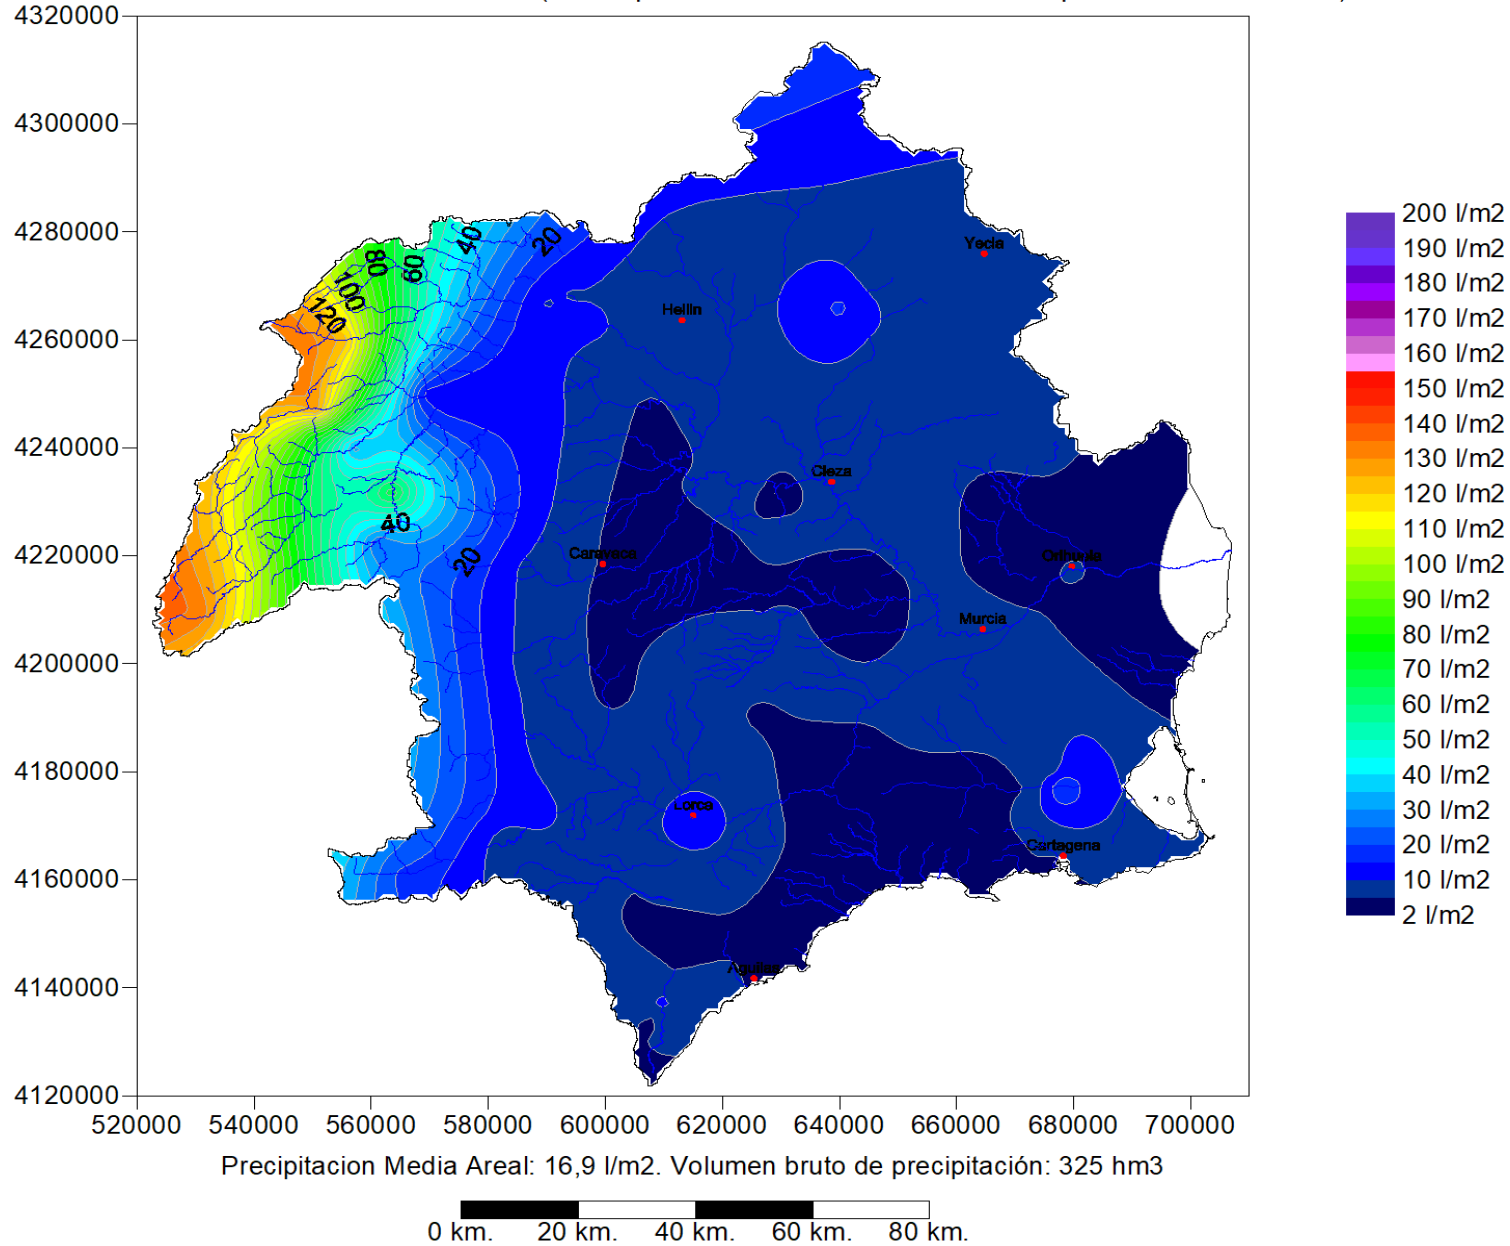 4320000
4300000
4280000
4260000
4240000
4220000
4200000
4180000
4160000
4140000
4120000
520000 540000 560000 580000 600000 620000 640000 660000 680000 700000
120
100
80
60
40
20
40
20
Yecla
Hellin
Cieza
Caravaca
Orihuela
Murcia
Lorca
Cartagena
Aguilas
200 l/m2
190 l/m2
180 l/m2
170 l/m2
160 l/m2
150 l/m2
140 l/m2
130 l/m2
120 l/m2
110 l/m2
100 l/m2
90 l/m2
80 l/m2
70 l/m2
60 l/m2
50 l/m2
40 l/m2
30 l/m2
20 l/m2
10 l/m2
2 l/m2
Precipitacion Media Areal: 16,9 l/m2. Volumen bruto de precipitación: 325 hm3
0 km. 20 km. 40 km. 60 km. 80 km.